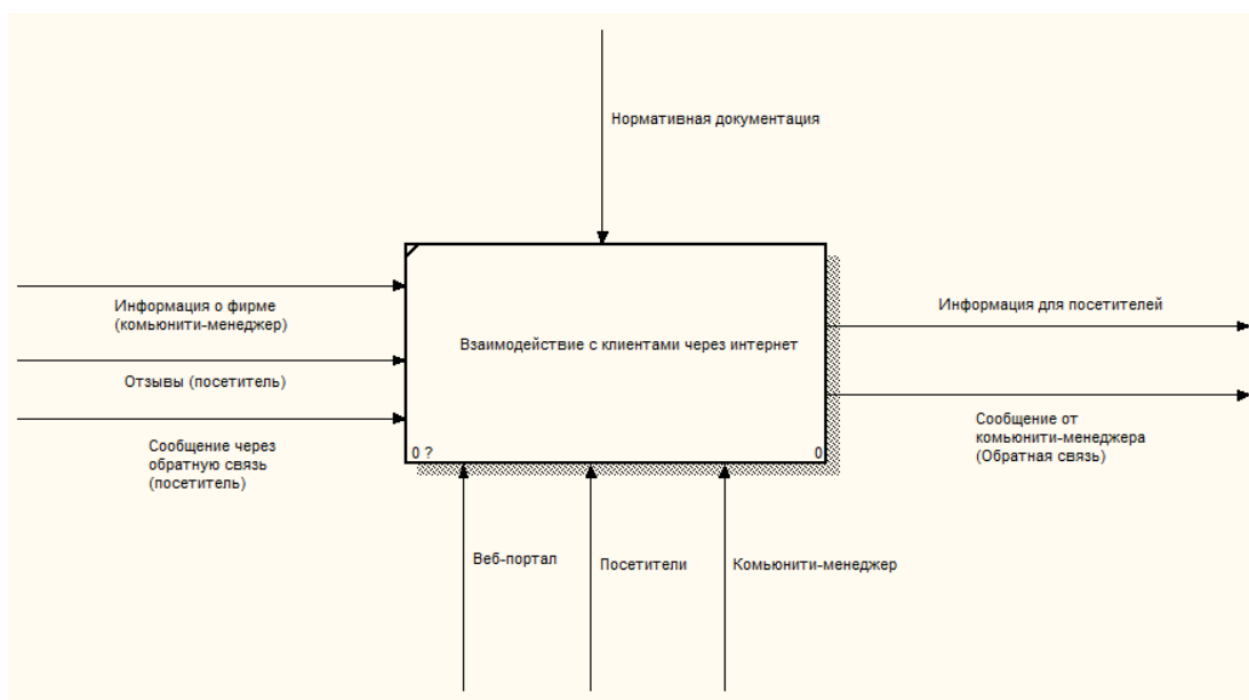 Нормативная документация
Информация о фирме
(комьюнити-менеджер)
Отзывы (посетитель)
Сообщение через
обратную связь
(посетитель)
Взаимодействие с клиентами через интернет
0 ?
0
Информация для посетителей
Сообщение от
комьюнити-менеджера
(Обратная связь)
Веб-портал
Посетители
Комьюнити-менеджер